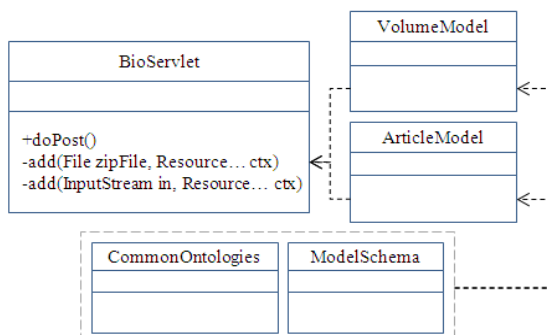 BioServlet
+doPost()
-add(File zipFile, Resource... ctx)
-add(InputStream in, Resource... ctx)
VolumeModel
ArticleModel
CommonOntologies
ModelSchema